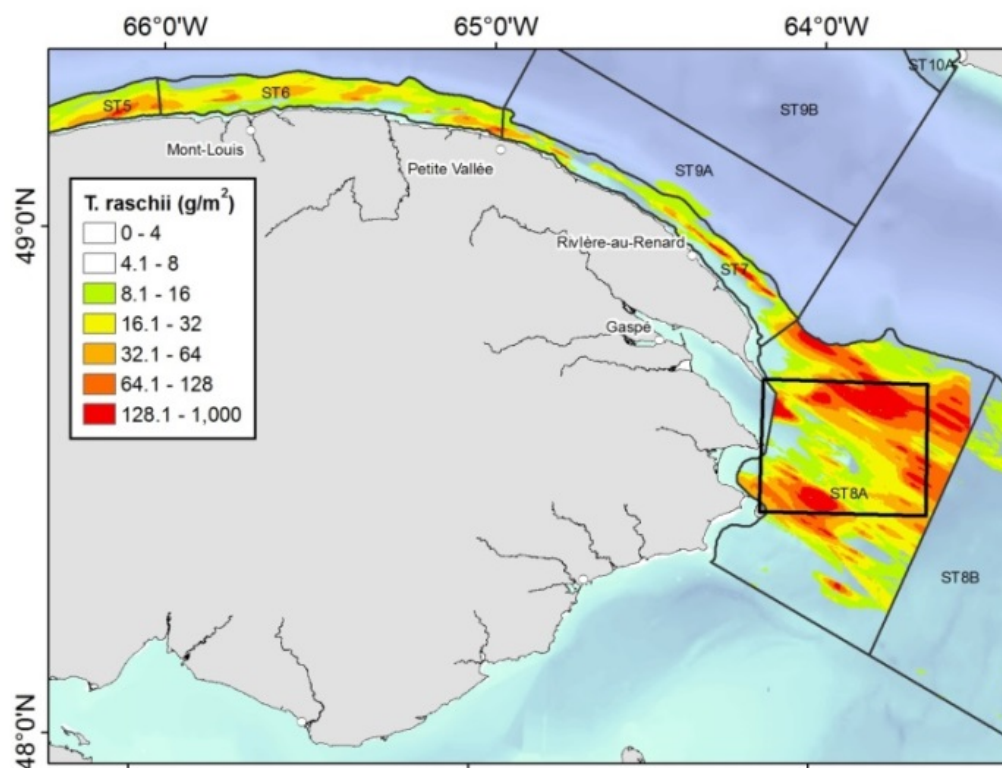 66°0'W 65°0'W 64°0'W
ST10A
ST5 ST6
ST9B
Mont-Louis
Petite Vallée
ST9A
T. raschii (g/m²)
0 - 4
4.1 - 8
8.1 - 16
16.1 - 32
32.1 - 64
64.1 - 128
128.1 - 1,000
49°0'N
Rivière-au-Renard
ST7
Gaspé
ST8A
ST8B
48°0'N